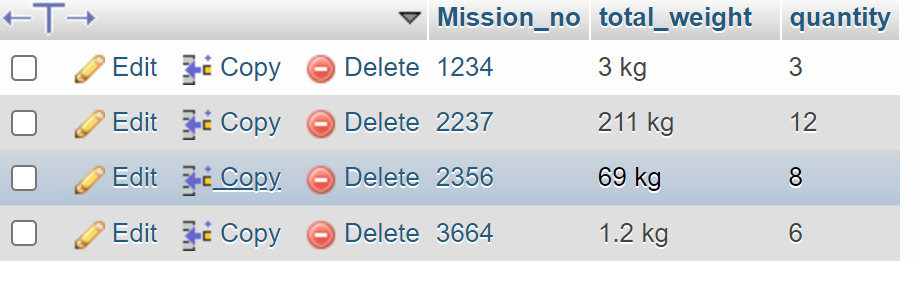 Mission_no total_weight quantity
Edit Copy Delete 1234 3 kg 3
Edit Copy Delete 2237 211 kg 12
Edit Copy Delete 2356 69 kg 8
Edit Copy Delete 3664 1.2 kg 6